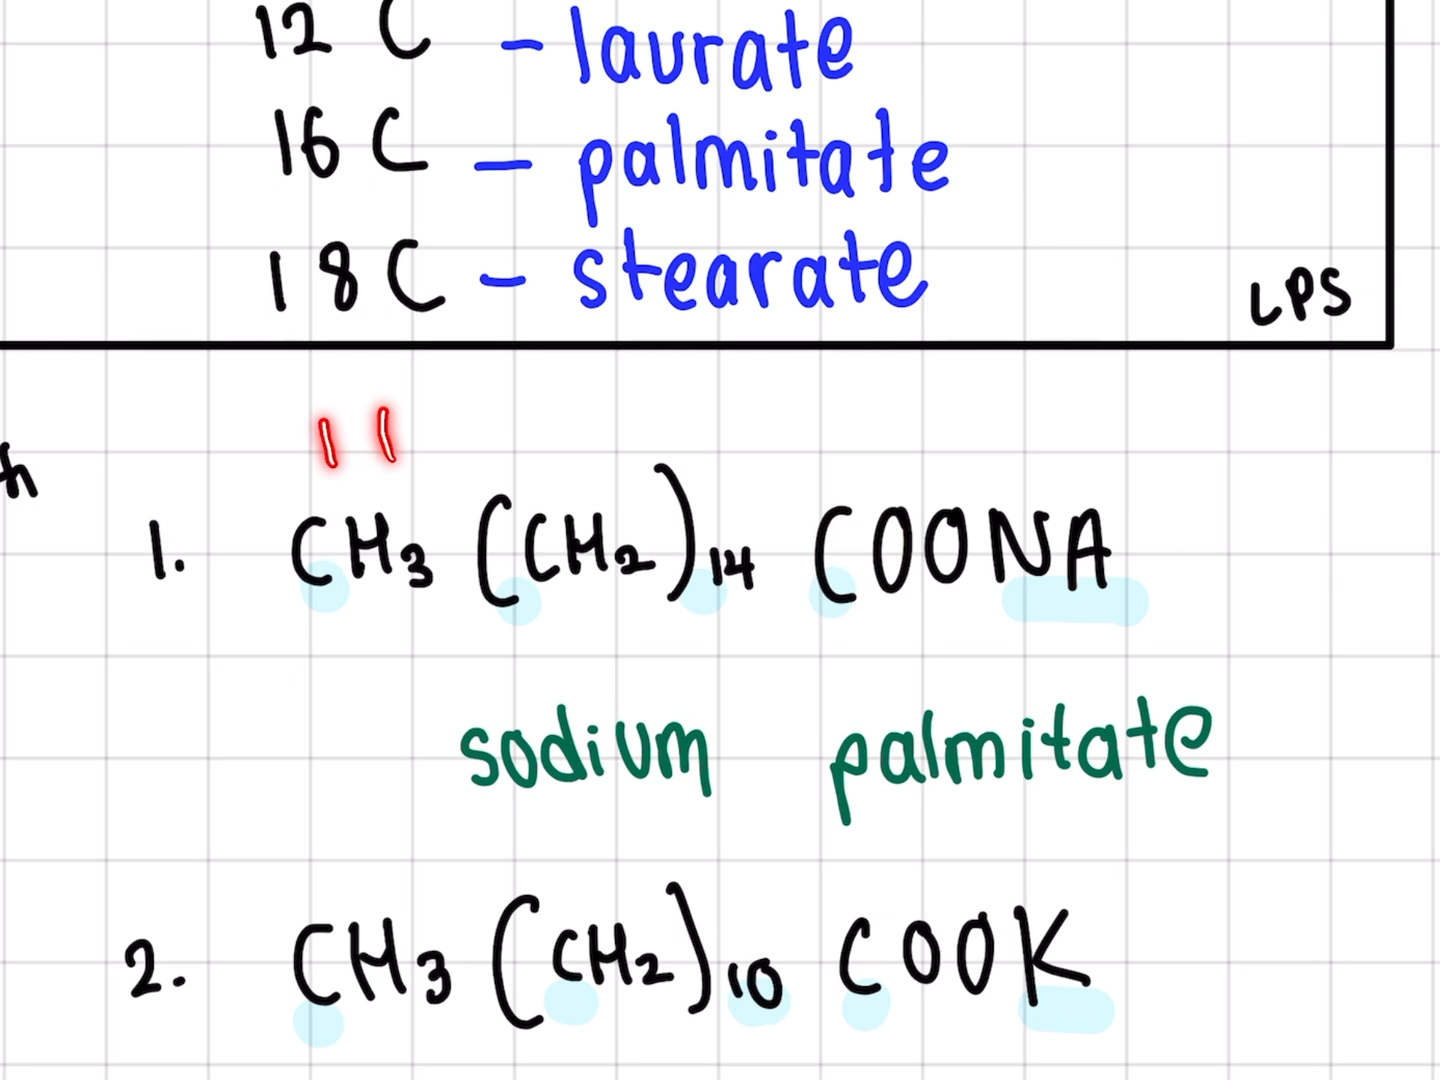 12 C - laurate
16 C - palmitate
18 C - stearate
LPS
1. CH3 (CH2)14 COONA
sodium palmitate
2. CH3 (CH2)10 COOK